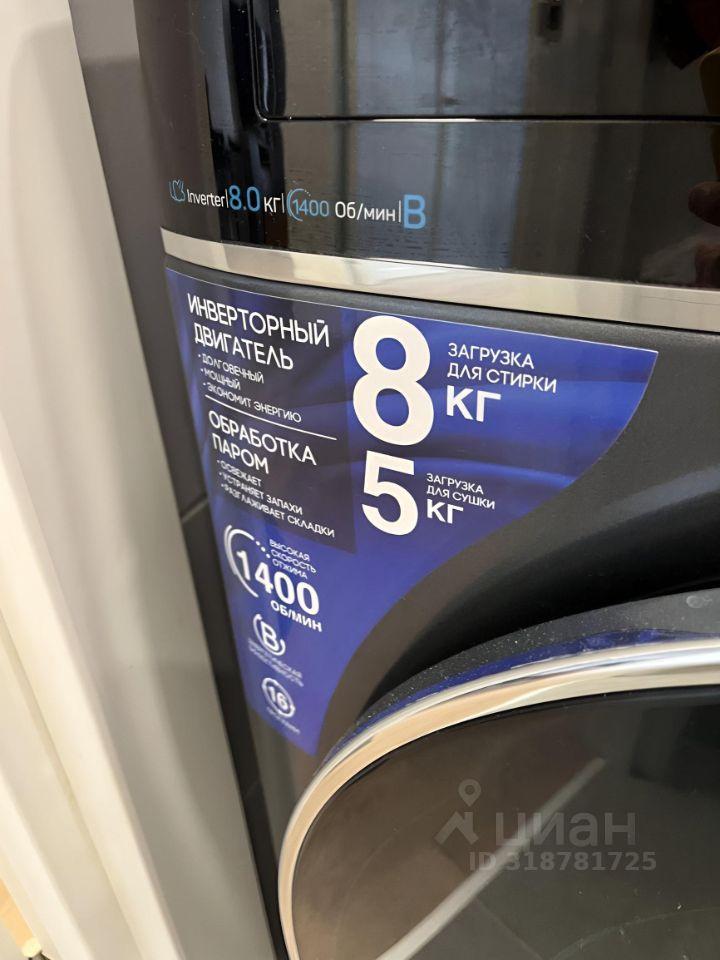 Inverter 8.0 кг 1400 Об/мин B
ИНВЕРТОРНЫЙ
ДВИГАТЕЛЬ
• ДОЛГОВЕЧНЫЙ
• МОЩНЫЙ
• ЭКОНОМИТ ЭНЕРГИЮ
ОБРАБОТКА
ПАРОМ
• ОСВЕЖАЕТ
• УСТРАНЯЕТ ЗАПАХИ
• РАЗГЛАЖИВАЕТ СКЛАДКИ
8 КГ
ЗАГРУЗКА
ДЛЯ СТИРКИ
5 КГ
ЗАГРУЗКА
ДЛЯ СУШКИ
ВЫСОКАЯ
СКОРОСТЬ
ОТЖИМА
1400
ОБ/МИН
B
ЭНЕРГЕТИЧЕСКАЯ
ЭФФЕКТИВНОСТЬ
16
циан
ID 318781725